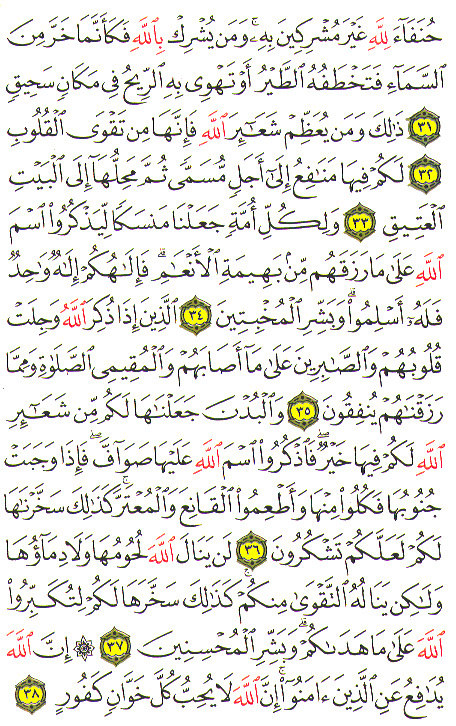 حُنَفَآءَ لِلَّهِ غَيْرَ مُشْرِكِينَ بِهِۦۚ وَمَن يُشْرِكْ بِٱللَّهِ فَكَأَنَّمَا خَرَّ مِنَ
ٱلسَّمَآءِ فَتَخْطَفُهُ ٱلطَّيْرُ أَوْ تَهْوِى بِهِ ٱلرِّيحُ فِى مَكَانٍ سَحِيقٍ
٣١ ذَٰلِكَ وَمَن يُعَظِّمْ شَعَـٰٓئِرَ ٱللَّهِ فَإِنَّهَا مِن تَقْوَى ٱلْقُلُوبِ
٣٢ لَكُمْ فِيهَا مَنَـٰفِعُ إِلَىٰٓ أَجَلٍ مُّسَمًّى ثُمَّ مَحِلُّهَآ إِلَى ٱلْبَيْتِ
ٱلْعَتِيقِ ٣٣ وَلِكُلِّ أُمَّةٍ جَعَلْنَا مَنسَكًا لِّيَذْكُرُوا۟ ٱسْمَ
ٱللَّهِ عَلَىٰ مَا رَزَقَهُم مِّنۢ بَهِيمَةِ ٱلْأَنْعَـٰمِۗ فَإِلَـٰهُكُمْ إِلَـٰهٌ وَٰحِدٌ
فَلَهُۥٓ أَسْلِمُوا۟ۗ وَبَشِّرِ ٱلْمُخْبِتِينَ ٣٤ ٱلَّذِينَ إِذَا ذُكِرَ ٱللَّهُ وَجِلَتْ
قُلُوبُهُمْ وَٱلصَّـٰبِرِينَ عَلَىٰ مَآ أَصَابَهُمْ وَٱلْمُقِيمِى ٱلصَّلَوٰةِ وَمِمَّا
رَزَقْنَـٰهُمْ يُنفِقُونَ ٣٥ وَٱلْبُدْنَ جَعَلْنَـٰهَا لَكُم مِّن شَعَـٰٓئِرِ
ٱللَّهِ لَكُمْ فِيهَا خَيْرٌۖ فَٱذْكُرُوا۟ ٱسْمَ ٱللَّهِ عَلَيْهَا صَوَآفَّۖ فَإِذَا وَجَبَتْ
جُنُوبُهَا فَكُلُوا۟ مِنْهَا وَأَطْعِمُوا۟ ٱلْقَانِعَ وَٱلْمُعْتَرَّۚ كَذَٰلِكَ سَخَّرْنَـٰهَا
لَكُمْ لَعَلَّكُمْ تَشْكُرُونَ ٣٦ لَن يَنَالَ ٱللَّهَ لُحُومُهَا وَلَا دِمَآؤُهَا
وَلَـٰكِن يَنَالُهُ ٱلتَّقْوَىٰ مِنكُمْۚ كَذَٰلِكَ سَخَّرَهَا لَكُمْ لِتُكَبِّرُوا۟
ٱللَّهَ عَلَىٰ مَا هَدَىٰكُمْۗ وَبَشِّرِ ٱلْمُحْسِنِينَ ٣٧ ۞ إِنَّ ٱللَّهَ
يُدَٰفِعُ عَنِ ٱلَّذِينَ ءَامَنُوٓا۟ۗ إِنَّ ٱللَّهَ لَا يُحِبُّ كُلَّ خَوَّانٍ كَفُورٍ ٣٨